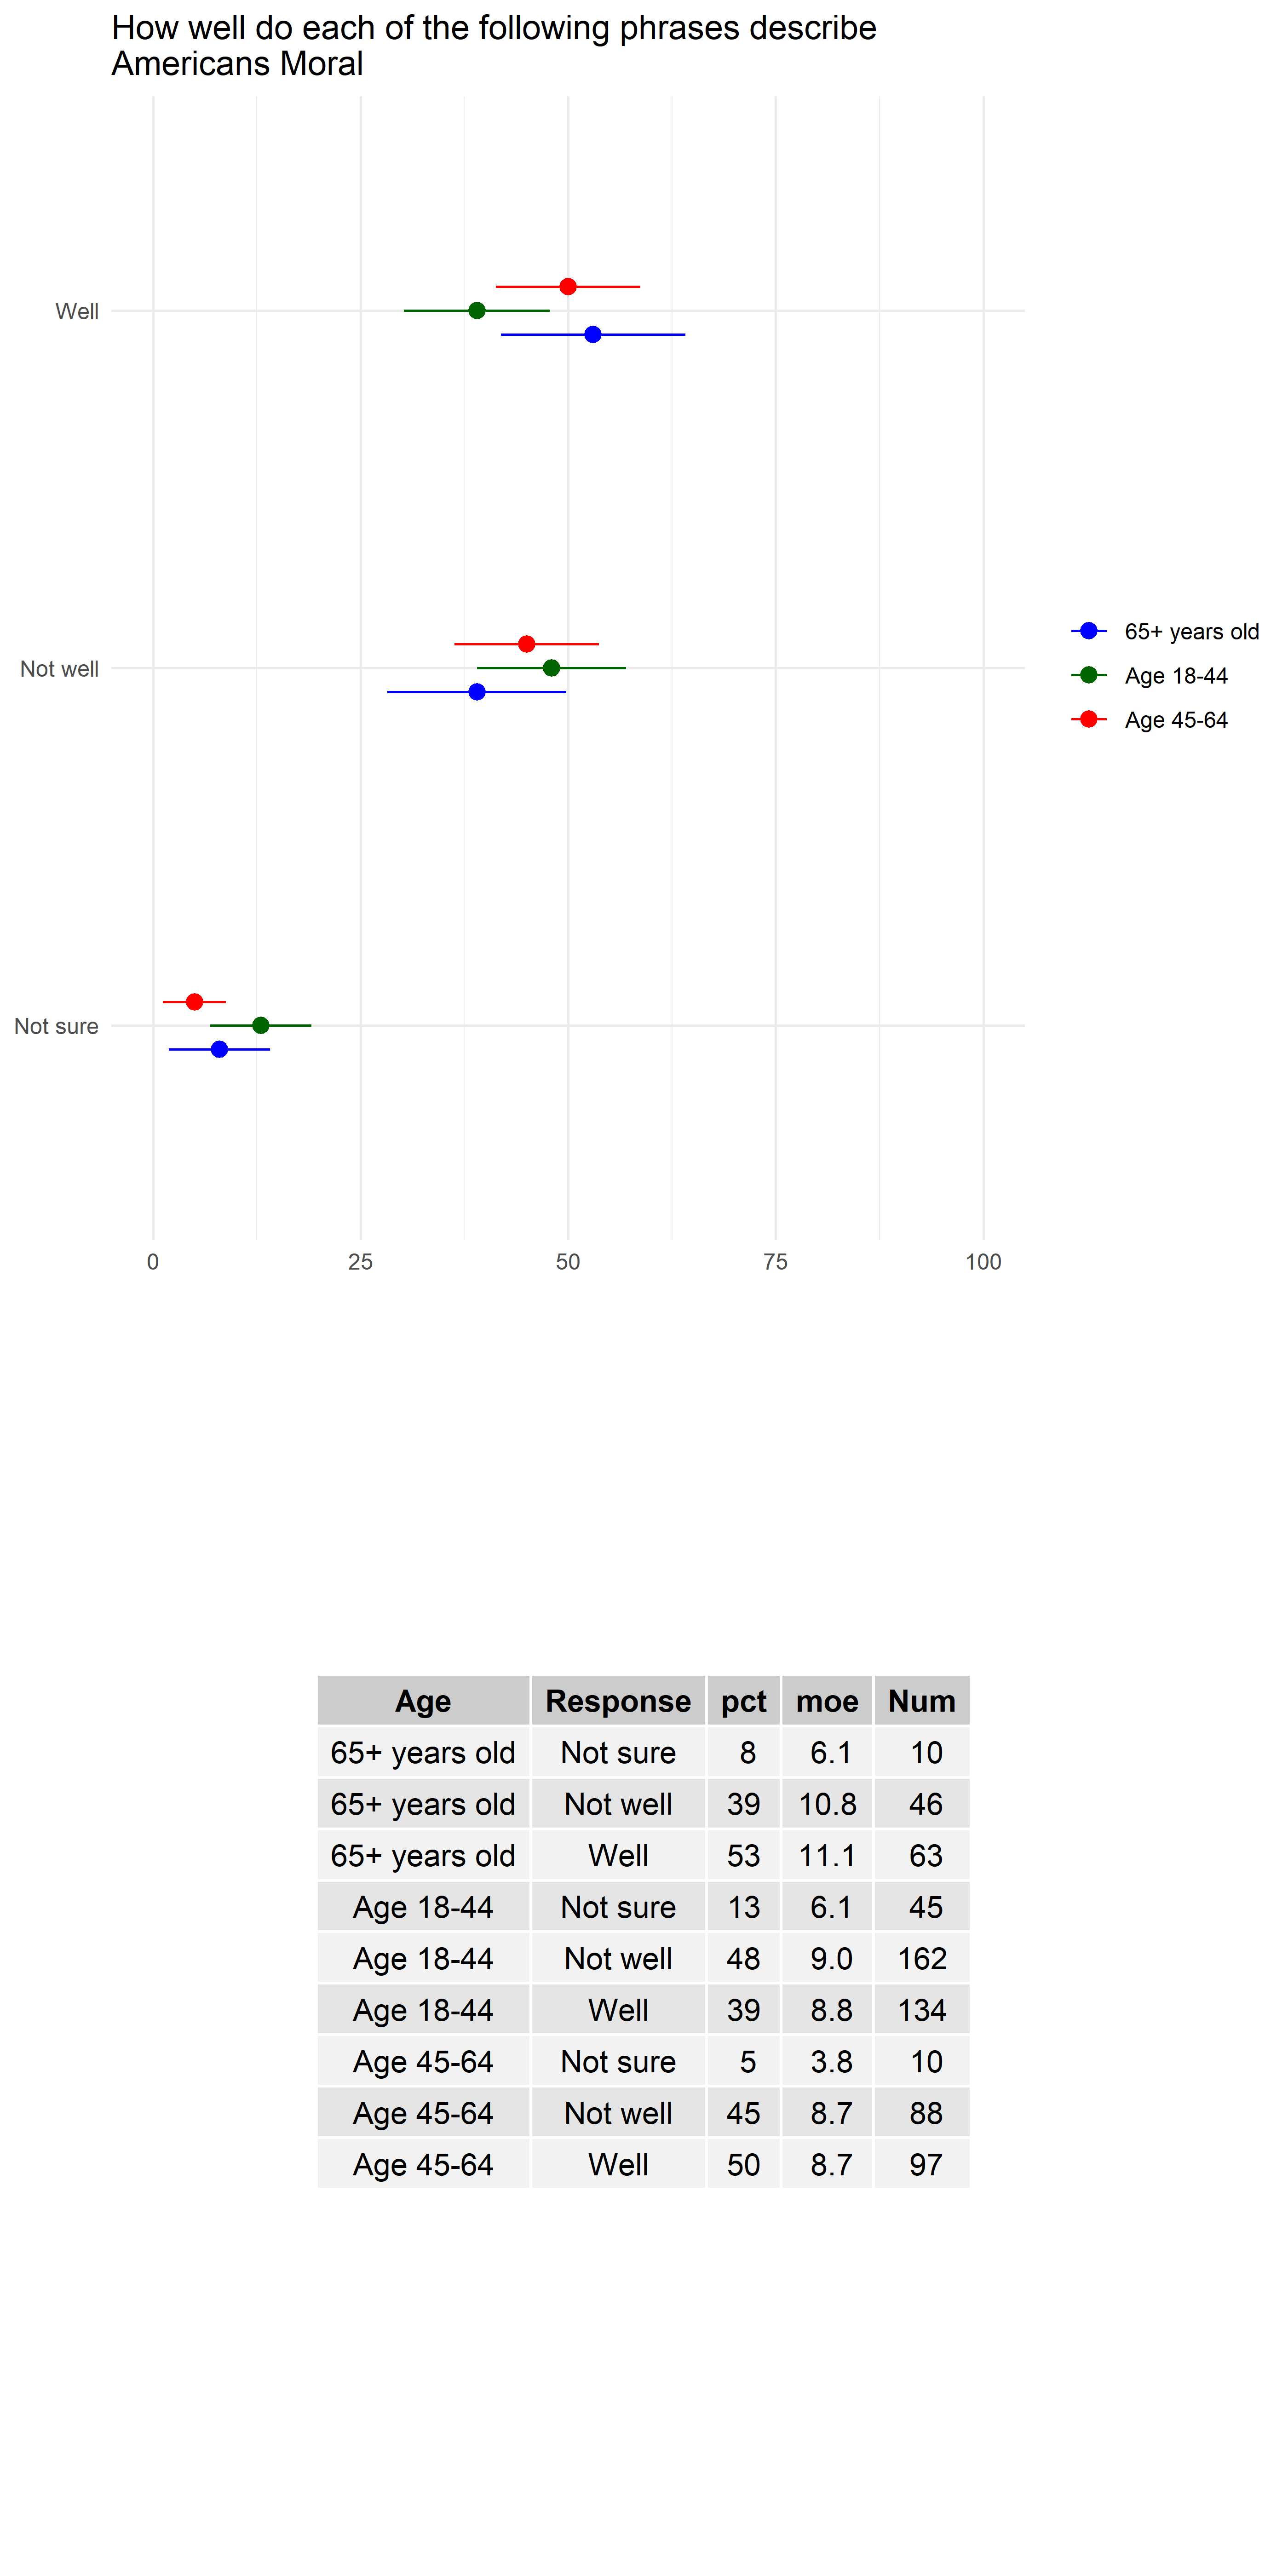 How well do each of the following phrases describe
Americans Moral
Well
Not well
Not sure
0 25 50 75 100
65+ years old
Age 18-44
Age 45-64
Age Response pct moe Num
65+ years old Not sure 8 6.1 10
65+ years old Not well 39 10.8 46
65+ years old Well 53 11.1 63
Age 18-44 Not sure 13 6.1 45
Age 18-44 Not well 48 9.0 162
Age 18-44 Well 39 8.8 134
Age 45-64 Not sure 5 3.8 10
Age 45-64 Not well 45 8.7 88
Age 45-64 Well 50 8.7 97